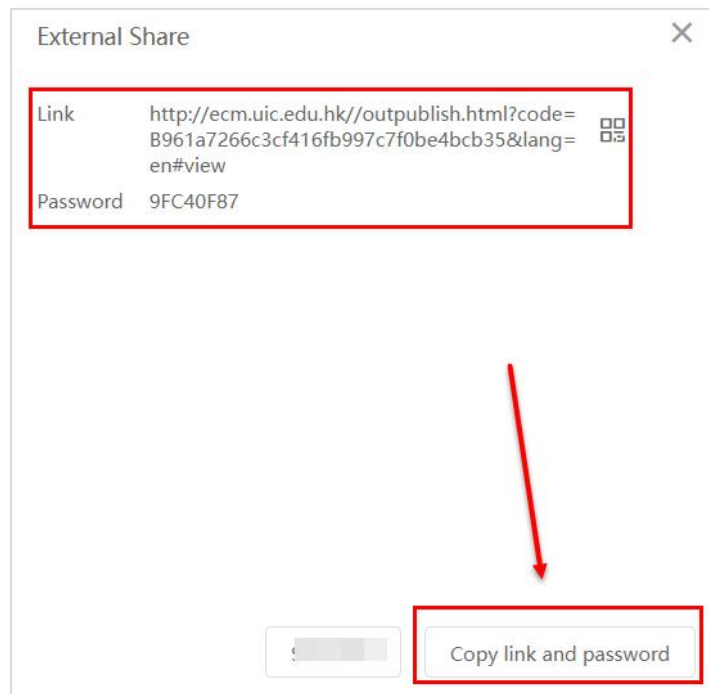 External Share
Link http://ecm.uic.edu.hk//outpublish.html?code=
B961a7266c3cf416fb997c7f0be4bcb35&lang=
en#view
Password 9FC40F87
Copy link and password